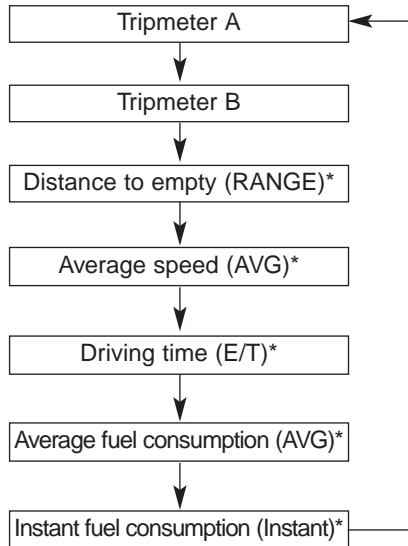 Tripmeter A
Tripmeter B
Distance to empty (RANGE)*
Average speed (AVG)*
Driving time (E/T)*
Average fuel consumption (AVG)*
Instant fuel consumption (Instant)*